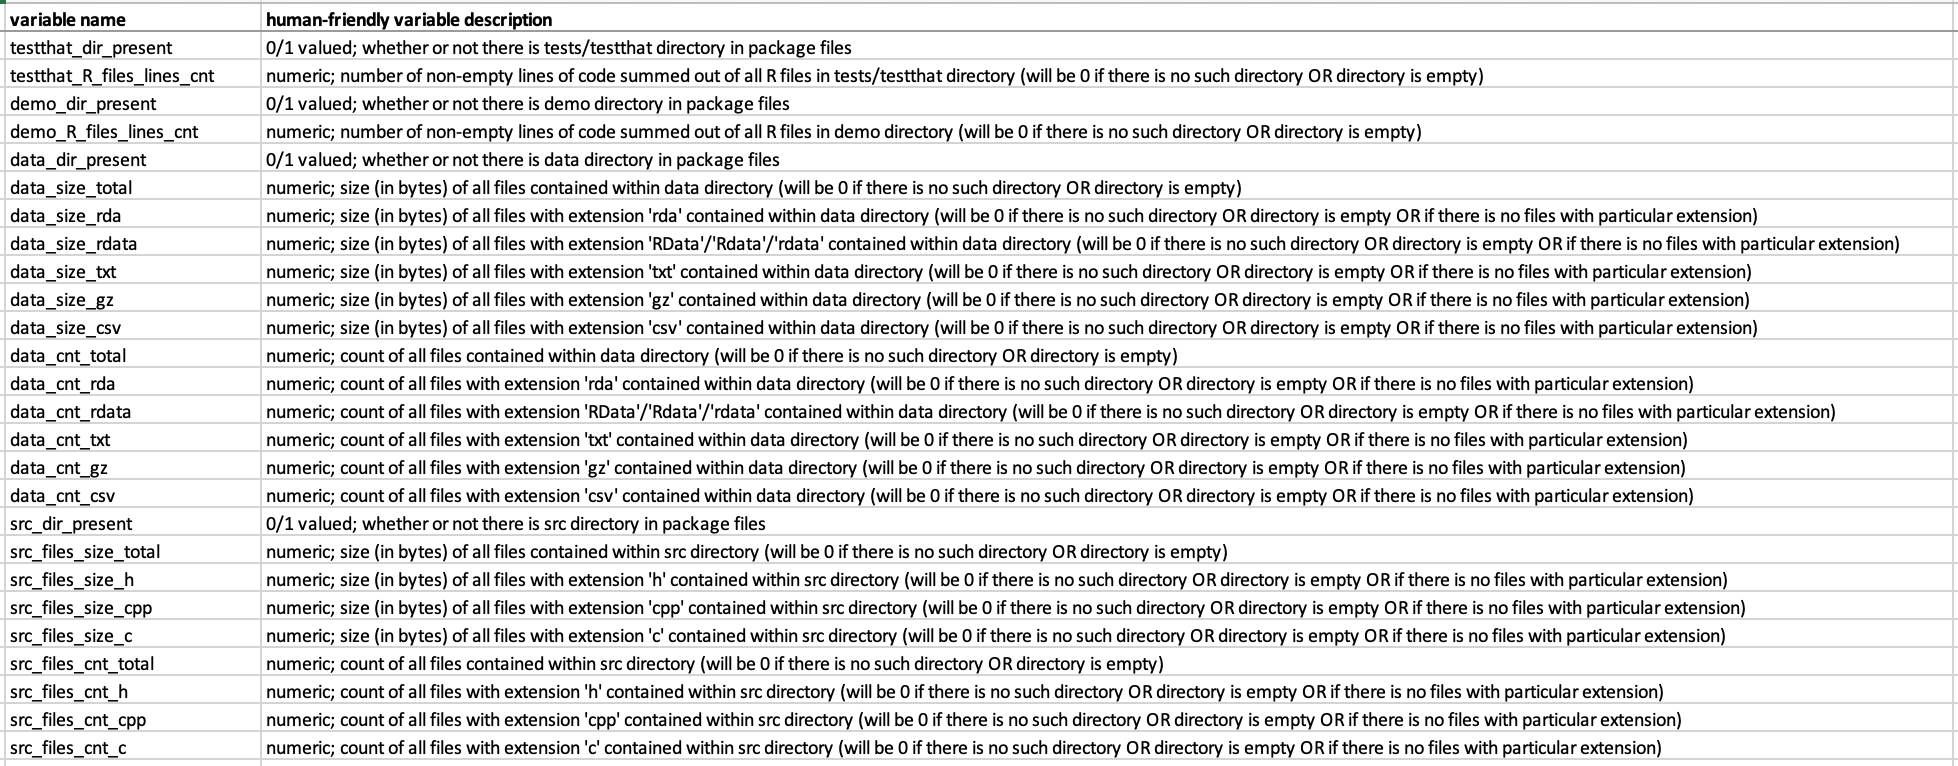 variable name human-friendly variable description
testthat_dir_present 0/1 valued; whether or not there is tests/testthat directory in package files
testthat_R_files_lines_cnt numeric; number of non-empty lines of code summed out of all R files in tests/testthat directory (will be 0 if there is no such directory OR directory is empty)
demo_dir_present 0/1 valued; whether or not there is demo directory in package files
demo_R_files_lines_cnt numeric; number of non-empty lines of code summed out of all R files in demo directory (will be 0 if there is no such directory OR directory is empty)
data_dir_present 0/1 valued; whether or not there is data directory in package files
data_size_total numeric; size (in bytes) of all files contained within data directory (will be 0 if there is no such directory OR directory is empty)
data_size_rda numeric; size (in bytes) of all files with extension 'rda' contained within data directory (will be 0 if there is no such directory OR directory is empty OR if there is no files with particular extension)
data_size_rdata numeric; size (in bytes) of all files with extension 'RData'/'Rdata'/'rdata' contained within data directory (will be 0 if there is no such directory OR directory is empty OR if there is no files with particular extension)
data_size_txt numeric; size (in bytes) of all files with extension 'txt' contained within data directory (will be 0 if there is no such directory OR directory is empty OR if there is no files with particular extension)
data_size_gz numeric; size (in bytes) of all files with extension 'gz' contained within data directory (will be 0 if there is no such directory OR directory is empty OR if there is no files with particular extension)
data_size_csv numeric; size (in bytes) of all files with extension 'csv' contained within data directory (will be 0 if there is no such directory OR directory is empty OR if there is no files with particular extension)
data_cnt_total numeric; count of all files contained within data directory (will be 0 if there is no such directory OR directory is empty)
data_cnt_rda numeric; count of all files with extension 'rda' contained within data directory (will be 0 if there is no such directory OR directory is empty OR if there is no files with particular extension)
data_cnt_rdata numeric; count of all files with extension 'RData'/'Rdata'/'rdata' contained within data directory (will be 0 if there is no such directory OR directory is empty OR if there is no files with particular extension)
data_cnt_txt numeric; count of all files with extension 'txt' contained within data directory (will be 0 if there is no such directory OR directory is empty OR if there is no files with particular extension)
data_cnt_gz numeric; count of all files with extension 'gz' contained within data directory (will be 0 if there is no such directory OR directory is empty OR if there is no files with particular extension)
data_cnt_csv numeric; count of all files with extension 'csv' contained within data directory (will be 0 if there is no such directory OR directory is empty OR if there is no files with particular extension)
src_dir_present 0/1 valued; whether or not there is src directory in package files
src_files_size_total numeric; size (in bytes) of all files contained within src directory (will be 0 if there is no such directory OR directory is empty)
src_files_size_h numeric; size (in bytes) of all files with extension 'h' contained within src directory (will be 0 if there is no such directory OR directory is empty OR if there is no files with particular extension)
src_files_size_cpp numeric; size (in bytes) of all files with extension 'cpp' contained within src directory (will be 0 if there is no such directory OR directory is empty OR if there is no files with particular extension)
src_files_size_c numeric; size (in bytes) of all files with extension 'c' contained within src directory (will be 0 if there is no such directory OR directory is empty OR if there is no files with particular extension)
src_files_cnt_total numeric; count of all files contained within src directory (will be 0 if there is no such directory OR directory is empty)
src_files_cnt_h numeric; count of all files with extension 'h' contained within src directory (will be 0 if there is no such directory OR directory is empty OR if there is no files with particular extension)
src_files_cnt_cpp numeric; count of all files with extension 'cpp' contained within src directory (will be 0 if there is no such directory OR directory is empty OR if there is no files with particular extension)
src_files_cnt_c numeric; count of all files with extension 'c' contained within src directory (will be 0 if there is no such directory OR directory is empty OR if there is no files with particular extension)